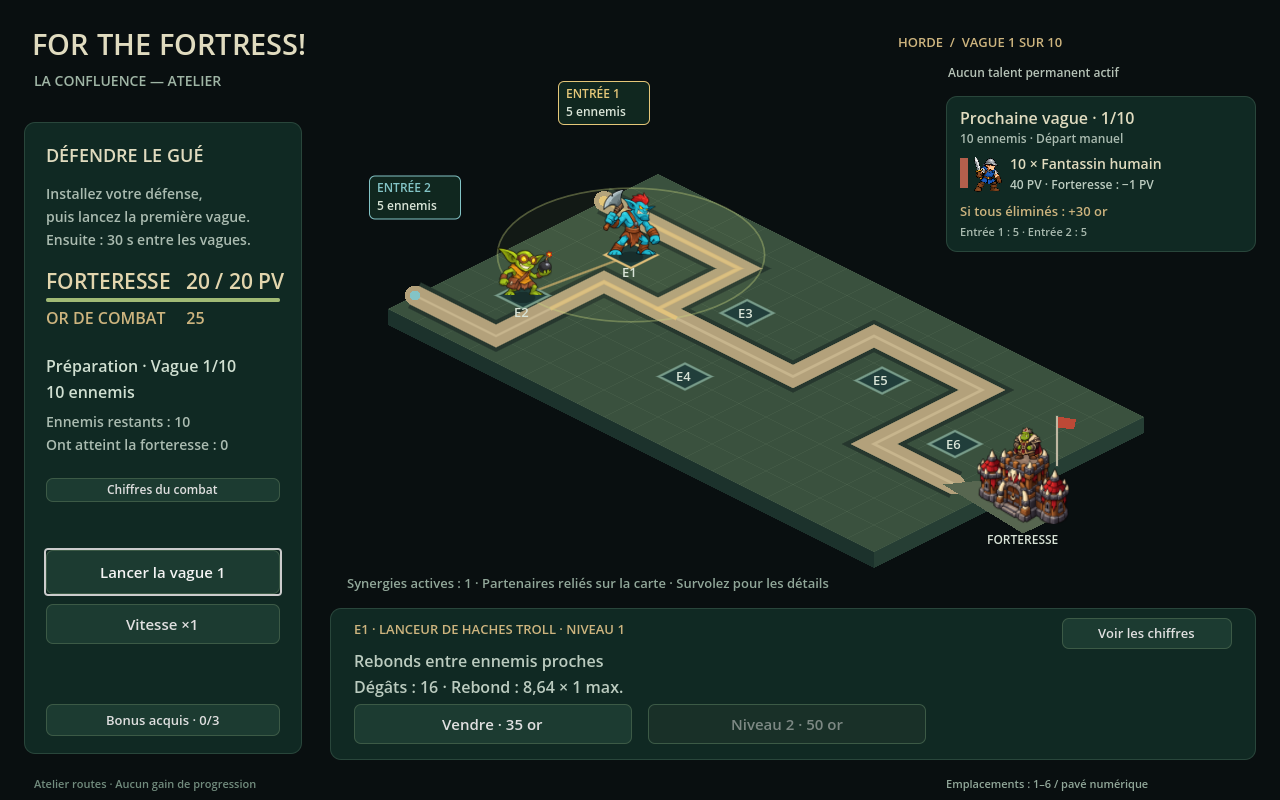 FOR THE FORTRESS!
LA CONFLUENCE — ATELIER
HORDE / VAGUE 1 SUR 10
Aucun talent permanent actif
ENTRÉE 1
5 ennemis
ENTRÉE 2
5 ennemis
Prochaine vague · 1/10
10 ennemis · Départ manuel
10 × Fantassin humain
40 PV · Forteresse : −1 PV
Si tous éliminés : +30 or
Entrée 1 : 5 · Entrée 2 : 5
DÉFENDRE LE GUÉ
Installez votre défense,
puis lancez la première vague.
Ensuite : 30 s entre les vagues.
FORTERESSE 20 / 20 PV
OR DE COMBAT 25
Préparation · Vague 1/10
10 ennemis
Ennemis restants : 10
Ont atteint la forteresse : 0
Chiffres du combat
Lancer la vague 1
Vitesse ×1
Bonus acquis · 0/3
E1
E2
E3
E4
E5
E6
FORTERESSE
Synergies actives : 1 · Partenaires reliés sur la carte · Survolez pour les détails
E1 · LANCEUR DE HACHES TROLL · NIVEAU 1
Voir les chiffres
Rebonds entre ennemis proches
Dégâts : 16 · Rebond : 8,64 × 1 max.
Vendre · 35 or
Niveau 2 · 50 or
Atelier routes · Aucun gain de progression
Emplacements : 1–6 / pavé numérique